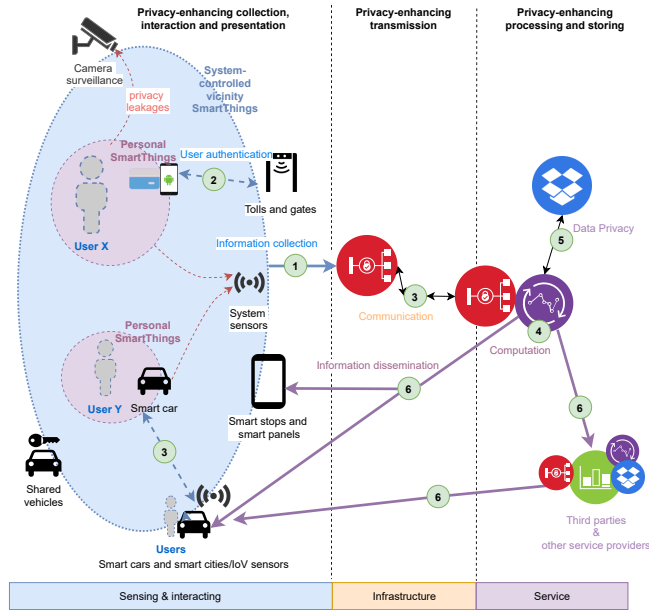 Privacy-enhancing collection,
interaction and presentation
Privacy-enhancing
transmission
Privacy-enhancing
processing and storing
Camera
surveillance
System-
controlled
vicinity
SmartThings
privacy
leakages
Personal
SmartThings
User authentication
2
Tolls and gates
User X
Information collection
1
System
sensors
3
Communication
5
Data Privacy
4
Computation
Personal
SmartThings
User Y
Smart car
Information dissemination
6
Smart stops and
smart panels
6
3
Shared
vehicles
6
Third parties
&
other service providers
Users
Smart cars and smart cities/IoV sensors
Sensing & interacting
Infrastructure
Service